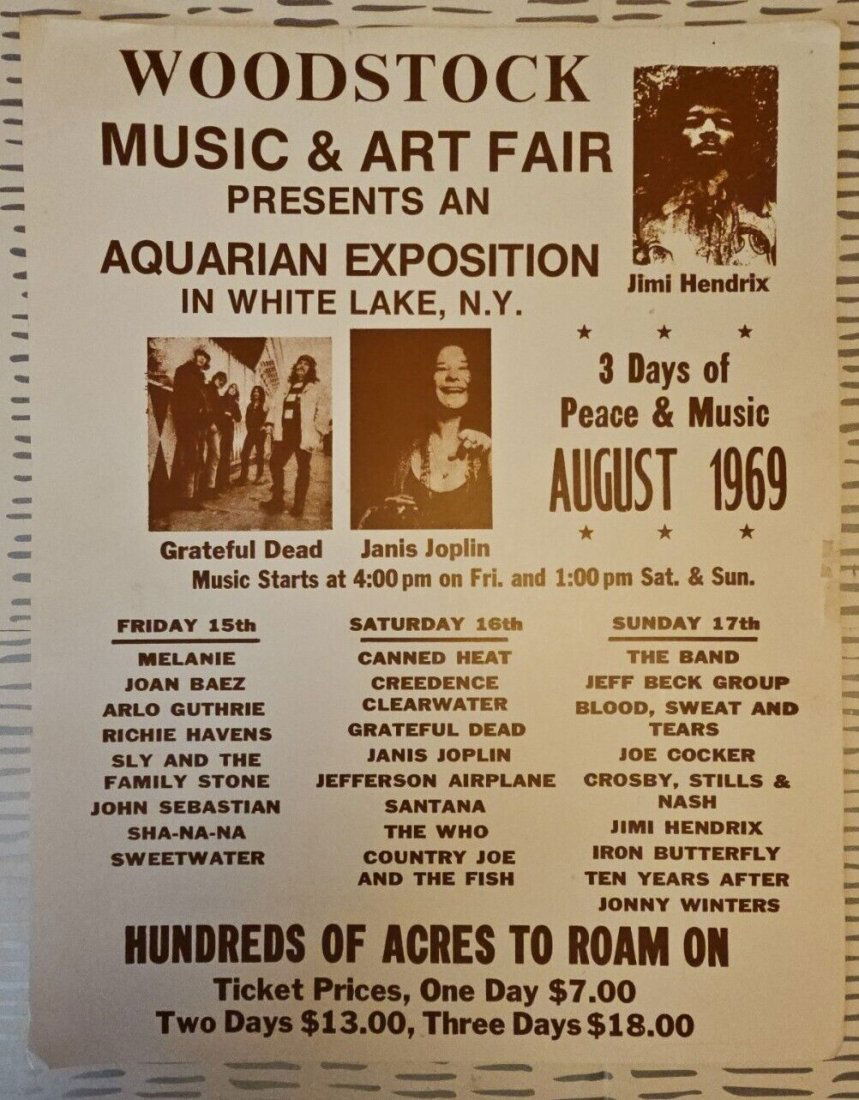 WOODSTOCK
MUSIC & ART FAIR
PRESENTS AN
AQUARIAN EXPOSITION
IN WHITE LAKE, N.Y.
Jimi Hendrix
★ ★ ★
3 Days of
Peace & Music
AUGUST 1969
★ ★ ★
Grateful Dead
Janis Joplin
Music Starts at 4:00 pm on Fri. and 1:00 pm Sat. & Sun.
FRIDAY 15th
MELANIE
JOAN BAEZ
ARLO GUTHRIE
RICHIE HAVENS
SLY AND THE
FAMILY STONE
JOHN SEBASTIAN
SHA-NA-NA
SWEETWATER
SATURDAY 16th
CANNED HEAT
CREEDENCE
CLEARWATER
GRATEFUL DEAD
JANIS JOPLIN
JEFFERSON AIRPLANE
SANTANA
THE WHO
COUNTRY JOE
AND THE FISH
SUNDAY 17th
THE BAND
JEFF BECK GROUP
BLOOD, SWEAT AND
TEARS
JOE COCKER
CROSBY, STILLS &
NASH
JIMI HENDRIX
IRON BUTTERFLY
TEN YEARS AFTER
JONNY WINTERS
HUNDREDS OF ACRES TO ROAM ON
Ticket Prices, One Day $7.00
Two Days $13.00, Three Days $18.00